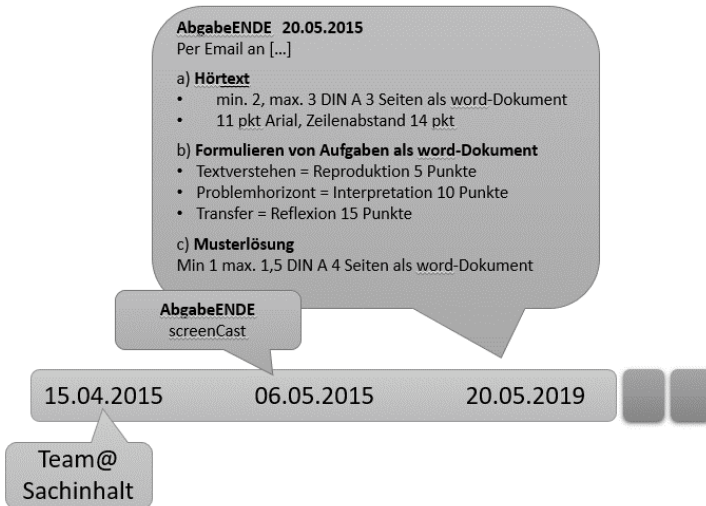 AbgabeENDE 20.05.2015
Per Email an […]
a) Hörtext
• min. 2, max. 3 DIN A 3 Seiten als word-Dokument
• 11 pkt Arial, Zeilenabstand 14 pkt
b) Formulieren von Aufgaben als word-Dokument
• Textverstehen = Reproduktion 5 Punkte
• Problemhorizont = Interpretation 10 Punkte
• Transfer = Reflexion 15 Punkte
c) Musterlösung
Min 1 max. 1,5 DIN A 4 Seiten als word-Dokument
AbgabeENDE
screenCast
15.04.2015 06.05.2015 20.05.2019
Team@
Sachinhalt